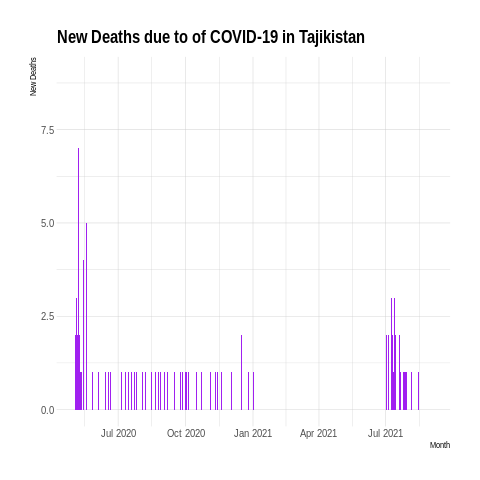 New Deaths due to of COVID-19 in Tajikistan
New Deaths
7.5
5.0
2.5
0.0
Jul 2020 Oct 2020 Jan 2021 Apr 2021 Jul 2021
Month